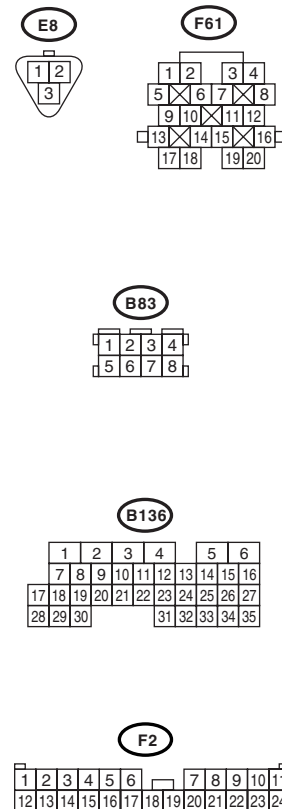 E8
F61
1 2
3
1 2 3 4
5 6 7 8
9 10 11 12
13 14 15 16
17 18 19 20
B83
1 2 3 4
5 6 7 8
B136
1 2 3 4 5 6
7 8 9 10 11 12 13 14 15 16
17 18 19 20 21 22 23 24 25 26 27
28 29 30 31 32 33 34 35
F2
1 2 3 4 5 6 7 8 9 10 11
12 13 14 15 16 17 18 19 20 21 22 23 24